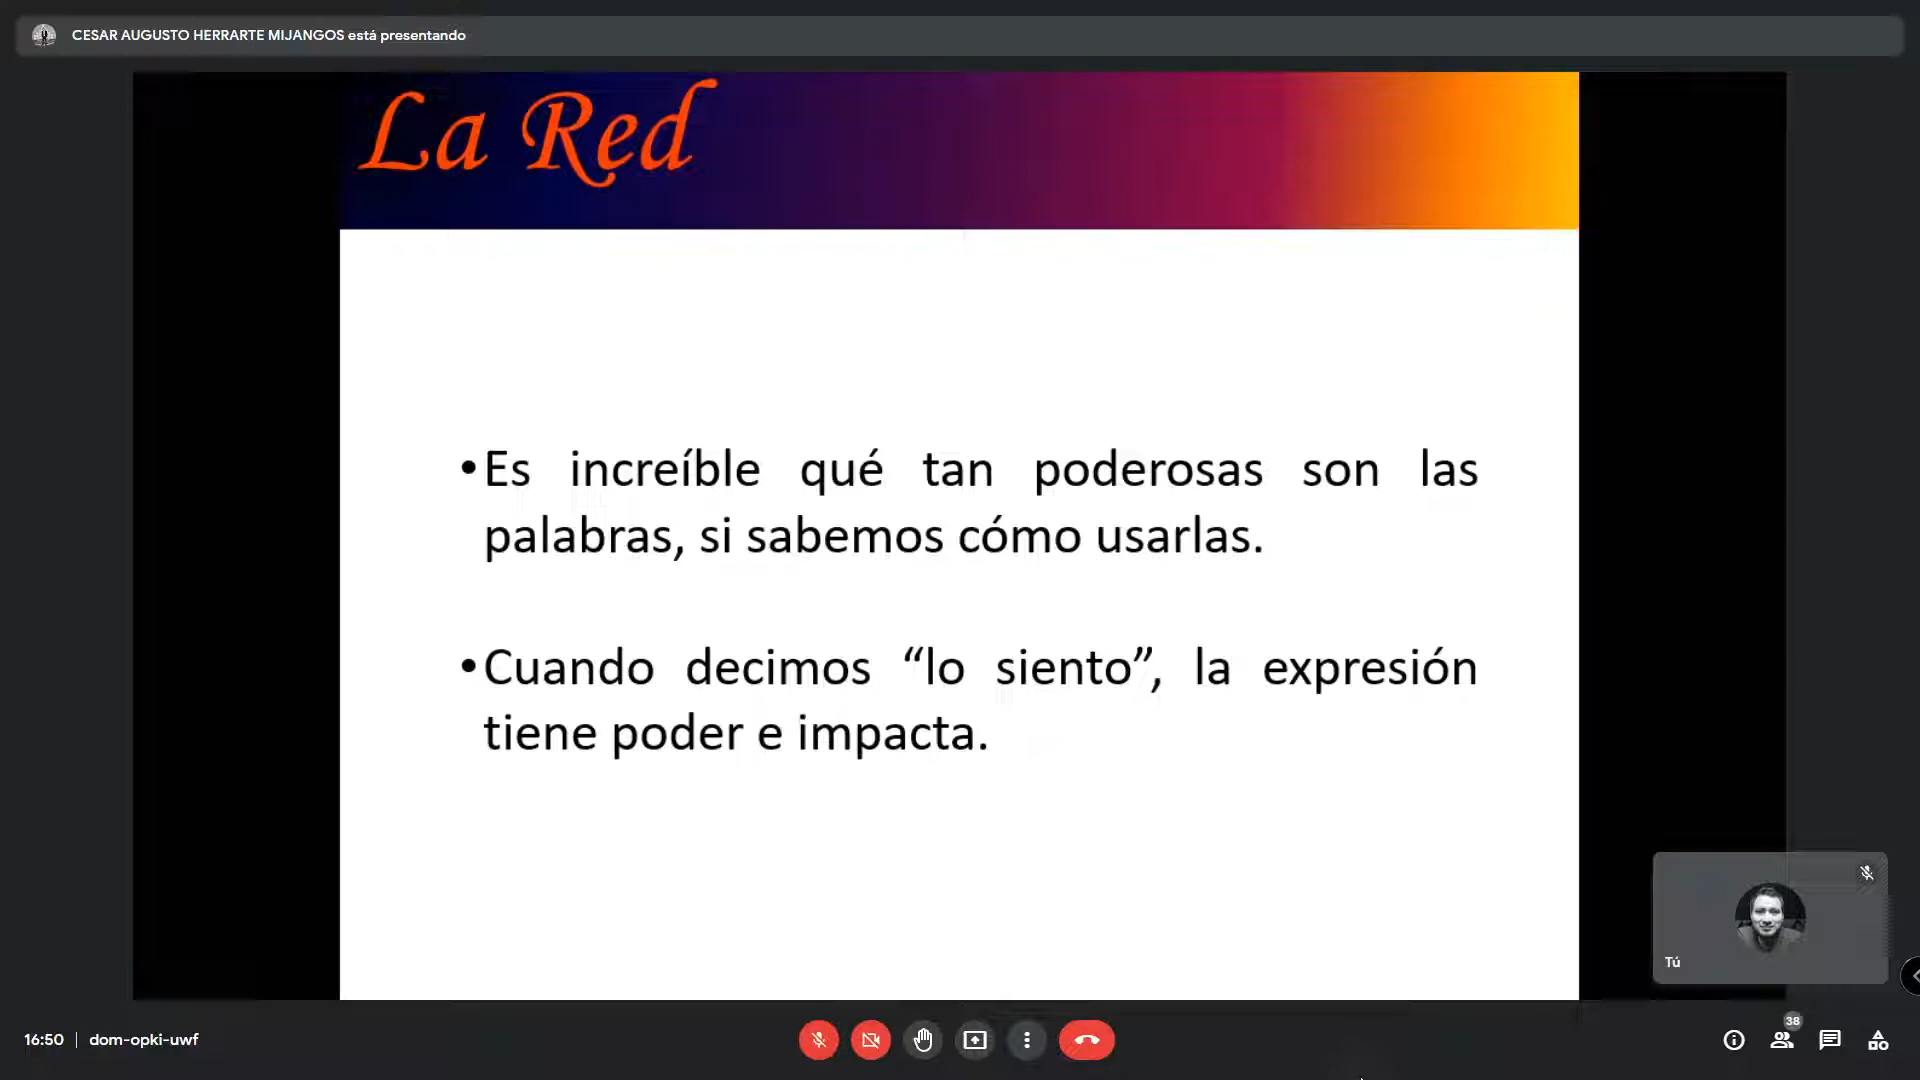 CESAR AUGUSTO HERRARTE MIJANGOS está presentando
La Red
•Es increíble qué tan poderosas son las
palabras, si sabemos cómo usarlas.
•Cuando decimos “lo siento”, la expresión
tiene poder e impacta.
Tú
16:50 | dom-opki-uwf
38